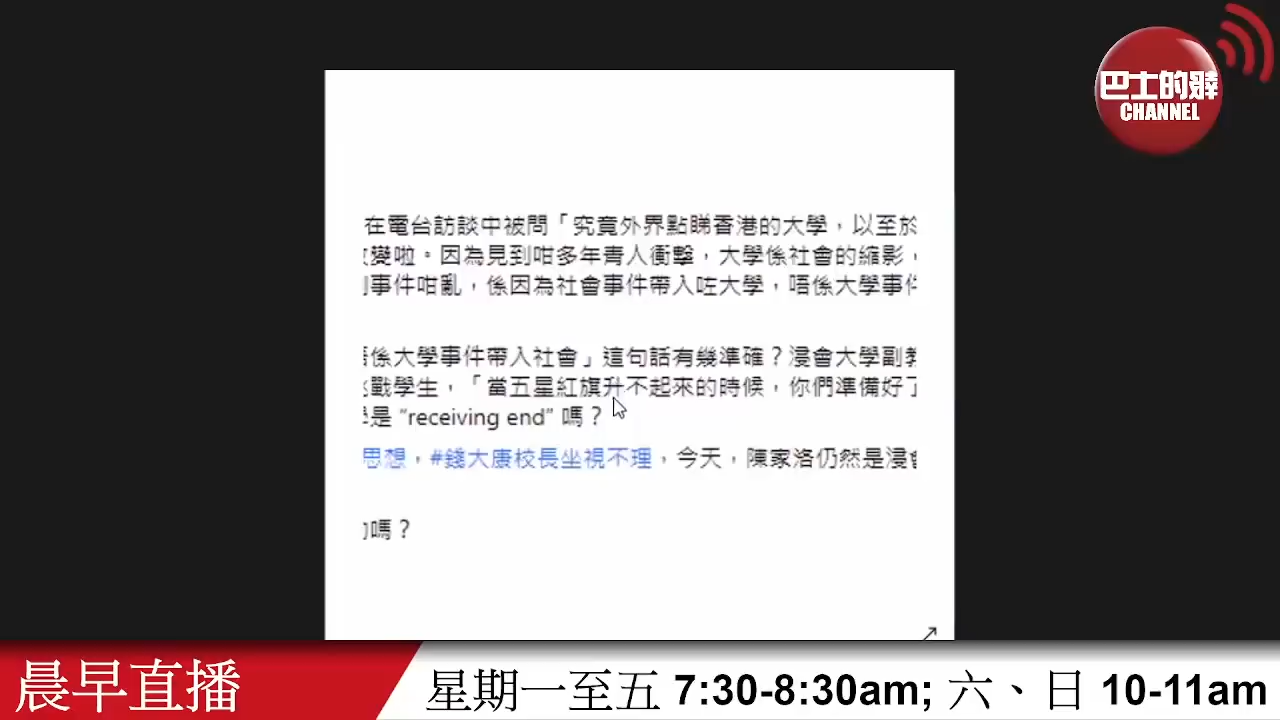 巴士的報
CHANNEL
在電台訪談中被問「究竟外界點睇香港的大學，以至於
變啦。因為見到咁多年青人衝擊，大學係社會的縮影，
事件咁亂，係因為社會事件帶入咗大學，唔係大學事件
係大學事件帶入社會」這句話有幾準確？浸會大學副教
戰學生，「當五星紅旗升不起來的時候，你們準備好了
是 “receiving end” 嗎？
思想，#錢大康校長坐視不理，今天，陳家洛仍然是浸會
嗎？
晨早直播
星期一至五 7:30-8:30am; 六、日 10-11am